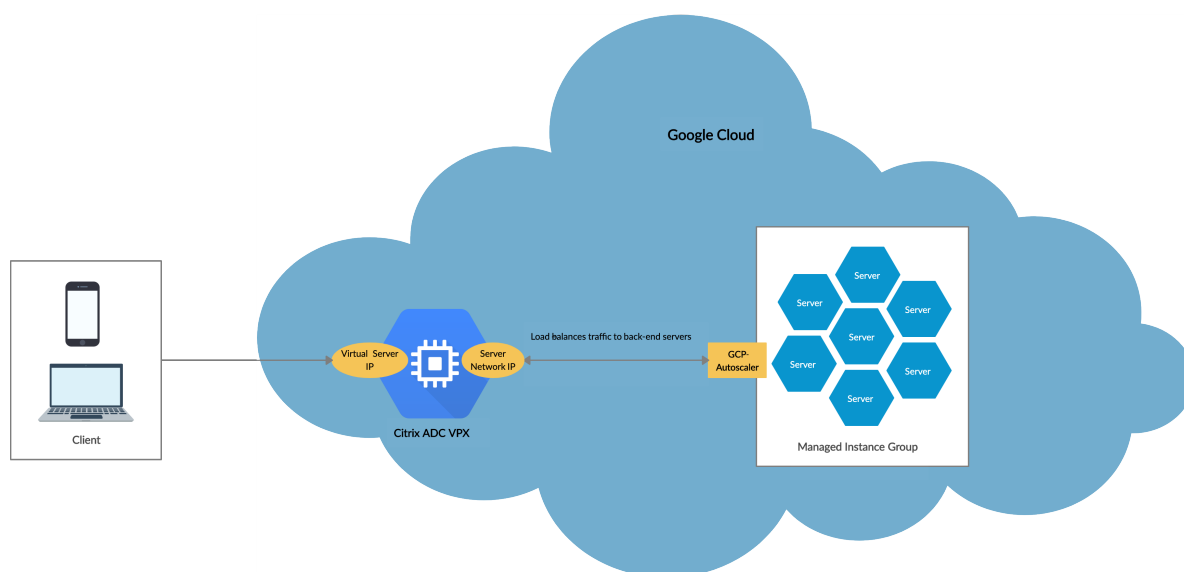 Google Cloud
Client
Virtual Server
IP
Server
Network IP
Citrix ADC VPX
Load balances traffic to back-end servers
GCP-
Autoscaler
Server
Server
Server
Server
Server
Server
Server
Managed Instance Group